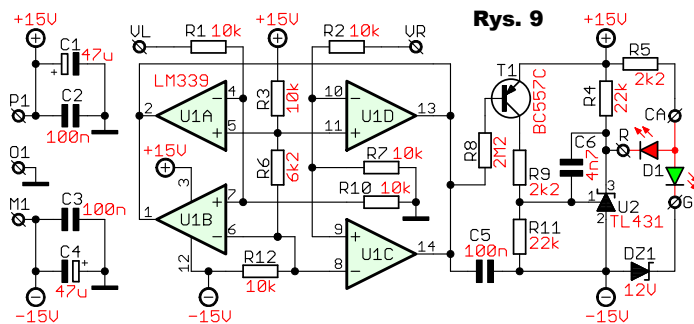 Rys. 9
+15V
C1
47u
+
P1
C2
100n
O1
M1
C3
100n
C4
+
47u
-15V
VL
R1 10k
+15V
R2 10k
VR
LM339
2
U1A
- 4
+ 5
R3
10k
10
-
11
+
U1D
13
+15V
3
R6
6k2
R7 10k
R10 10k
1
U1B
+ 7
- 6
12
-15V
R12
10k
9
+
8
-
U1C
14
T1
BC557C
R8
2M2
R9
2k2
R11
22k
C5
100n
+15V
R4
22k
R5
2k2
C6
4n7
R
CA
D1
G
1
3
2
U2
TL431
DZ1
12V
-15V